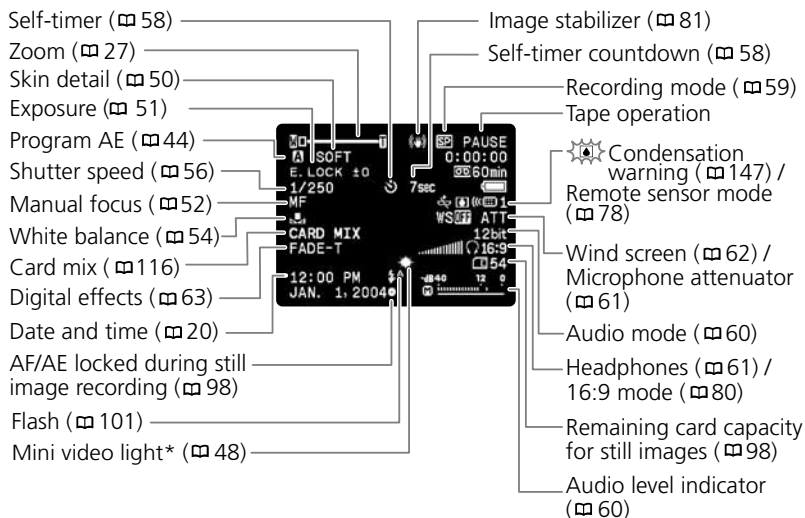 Self-timer (58)
Zoom (27)
Skin detail (50)
Exposure (51)
Program AE (44)
Shutter speed (56)
Manual focus (52)
White balance (54)
Card mix (116)
Digital effects (63)
Date and time (20)
AF/AE locked during still
image recording (98)
Flash (101)
Mini video light* (48)
W T SP PAUSE
A SOFT 0:00:00
E.LOCK ±0 60min
1/250 7sec
MF 1
WS OFF ATT
CARD MIX 12bit
FADE-T 16:9
54
12:00 PM A -dB40 12 0
JAN. 1,2004
Image stabilizer (81)
Self-timer countdown (58)
Recording mode (59)
Tape operation
Condensation
warning (147) /
Remote sensor mode
(78)
Wind screen (62) /
Microphone attenuator
(61)
Audio mode (60)
Headphones (61) /
16:9 mode (80)
Remaining card capacity
for still images (98)
Audio level indicator
(60)